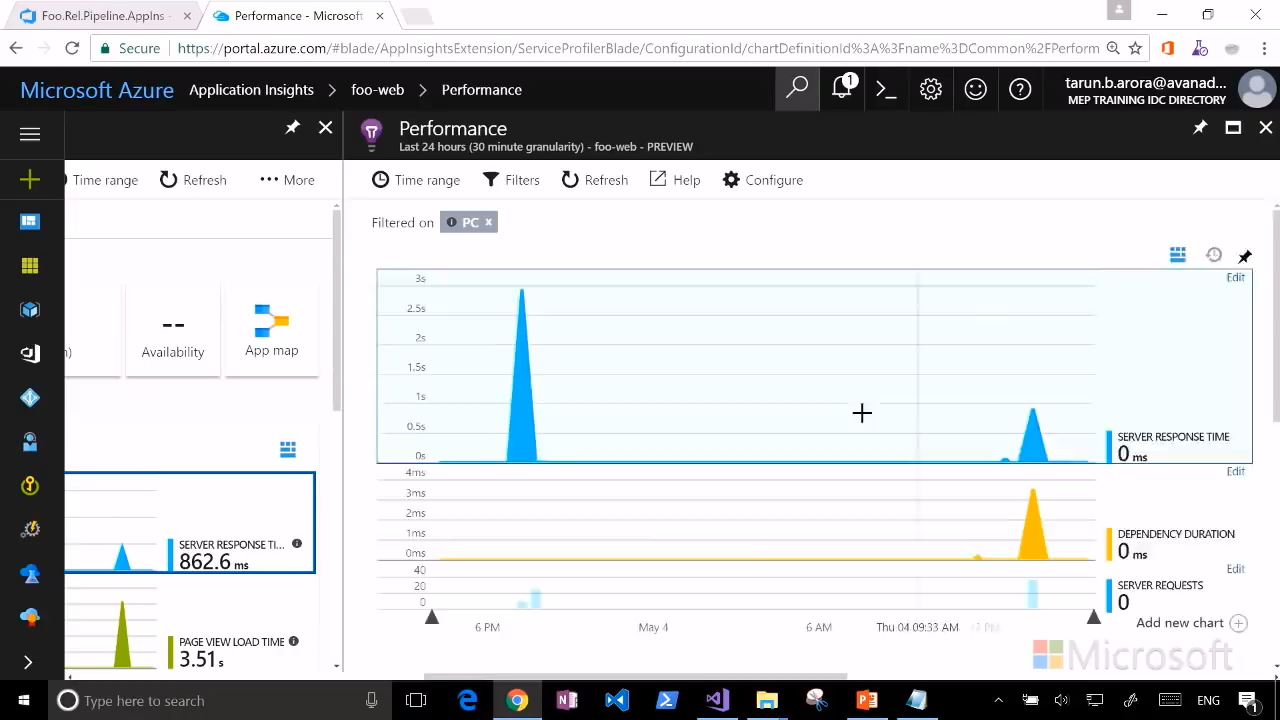 Foo.Rel.Pipeline.AppIns -
Performance - Microsoft
Secure
https://portal.azure.com/#blade/AppInsightsExtension/ServiceProfilerBlade/ConfigurationId/chartDefinitionId%3A%3Fname%3DCommon%2FPerform
Microsoft Azure
Application Insights > foo-web > Performance
1
tarun.b.arora@avanad...
MEP TRAINING IDC DIRECTORY
Time range
Refresh
More
Performance
Last 24 hours (30 minute granularity) - foo-web - PREVIEW
Time range
Filters
Refresh
Help
Configure
Filtered on
PC
--
Availability
App map
SERVER RESPONSE TI...
862.6 ms
PAGE VIEW LOAD TIME
3.51 s
Edit
3s
2.5s
2s
1.5s
1s
0.5s
0s
SERVER RESPONSE TIME
0 ms
Edit
4ms
3ms
2ms
1ms
0ms
DEPENDENCY DURATION
0 ms
Edit
40
20
0
SERVER REQUESTS
0
Add new chart
6 PM
May 4
6 AM
Thu 04 09:33 AM
Microsoft
Type here to search
ENG
1